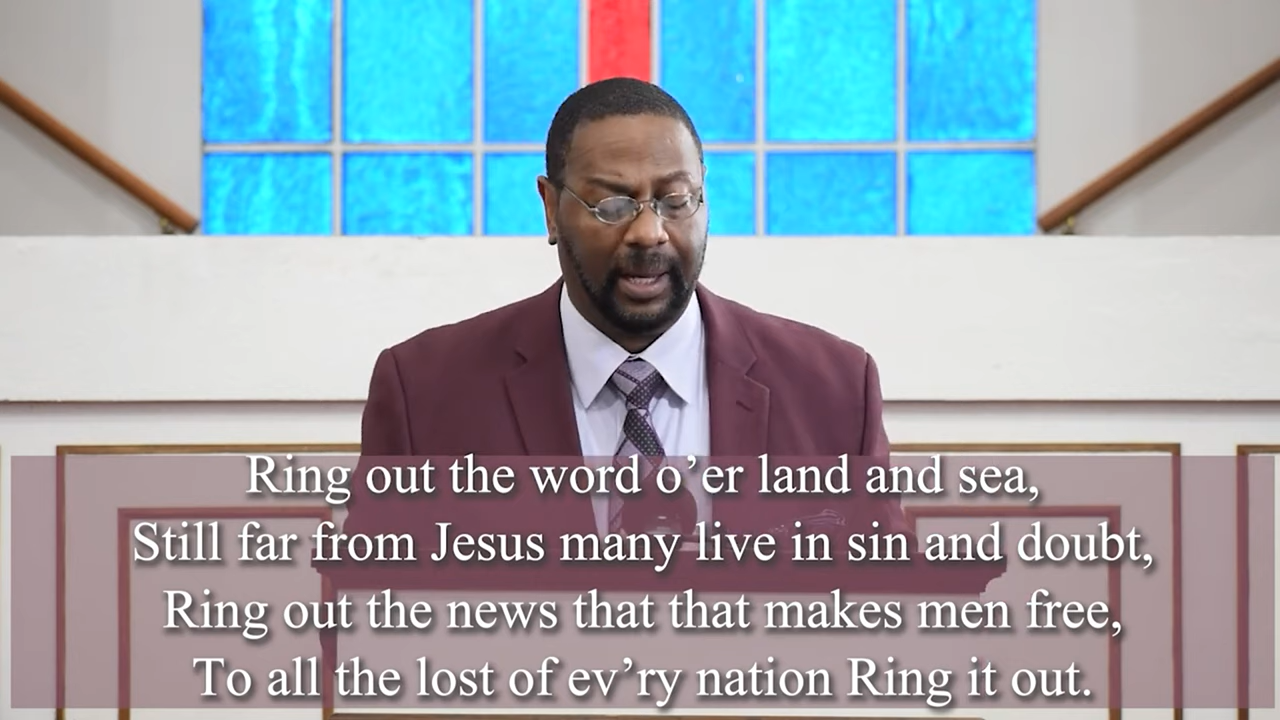 Ring out the word o’er land and sea,
Still far from Jesus many live in sin and doubt,
Ring out the news that that makes men free,
To all the lost of ev’ry nation Ring it out.